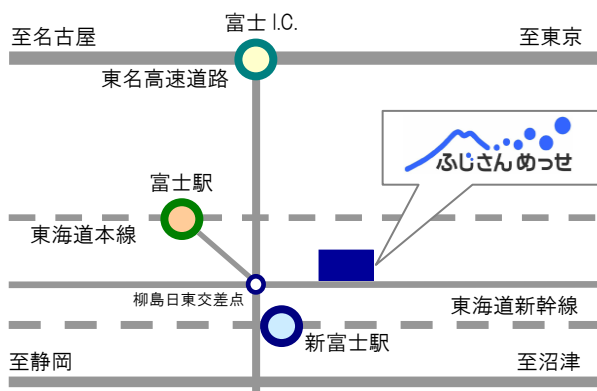 富士 I.C.
至名古屋
至東京
東名高速道路
ふじさんめっせ
富士駅
東海道本線
柳島日東交差点
東海道新幹線
新富士駅
至静岡
至沼津